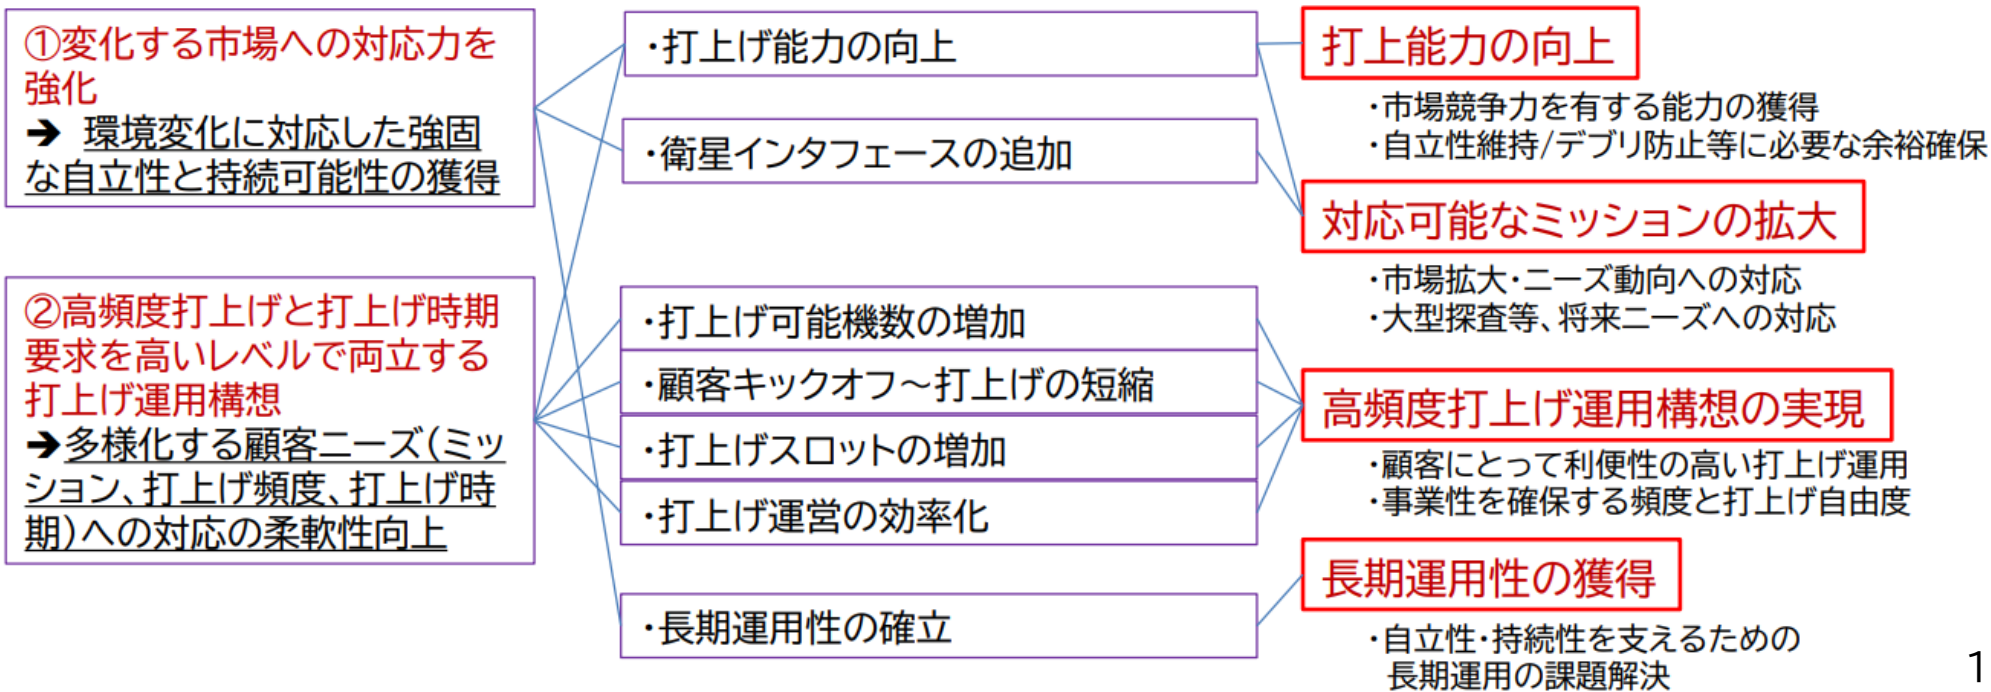 ①変化する市場への対応力を
強化
➔ 環境変化に対応した強固
な自立性と持続可能性の獲得
②高頻度打上げと打上げ時期
要求を高いレベルで両立する
打上げ運用構想
➔多様化する顧客ニーズ(ミッ
ション、打上げ頻度、打上げ時
期)への対応の柔軟性向上
・打上げ能力の向上
・衛星インタフェースの追加
・打上げ可能機数の増加
・顧客キックオフ～打上げの短縮
・打上げスロットの増加
・打上げ運営の効率化
・長期運用性の確立
打上能力の向上
・市場競争力を有する能力の獲得
・自立性維持/デブリ防止等に必要な余裕確保
対応可能なミッションの拡大
・市場拡大・ニーズ動向への対応
・大型探査等、将来ニーズへの対応
高頻度打上げ運用構想の実現
・顧客にとって利便性の高い打上げ運用
・事業性を確保する頻度と打上げ自由度
長期運用性の獲得
・自立性・持続性を支えるための
長期運用の課題解決
1